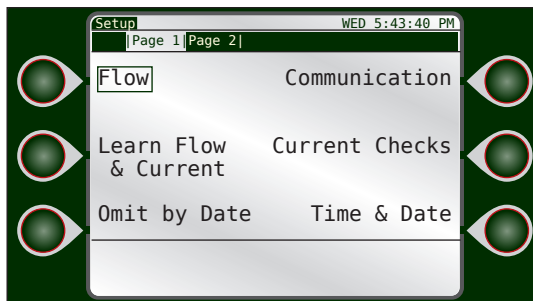 Setup WED 5:43:40 PM
|Page 1|Page 2|
Flow Communication
Learn Flow Current Checks
& Current
Omit by Date Time & Date